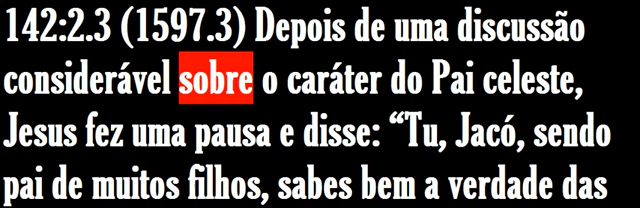 142:2.3 (1597.3) Depois de uma discussão
considerável sobre o caráter do Pai celeste,
Jesus fez uma pausa e disse: “Tu, Jacó, sendo
pai de muitos filhos, sabes bem a verdade das